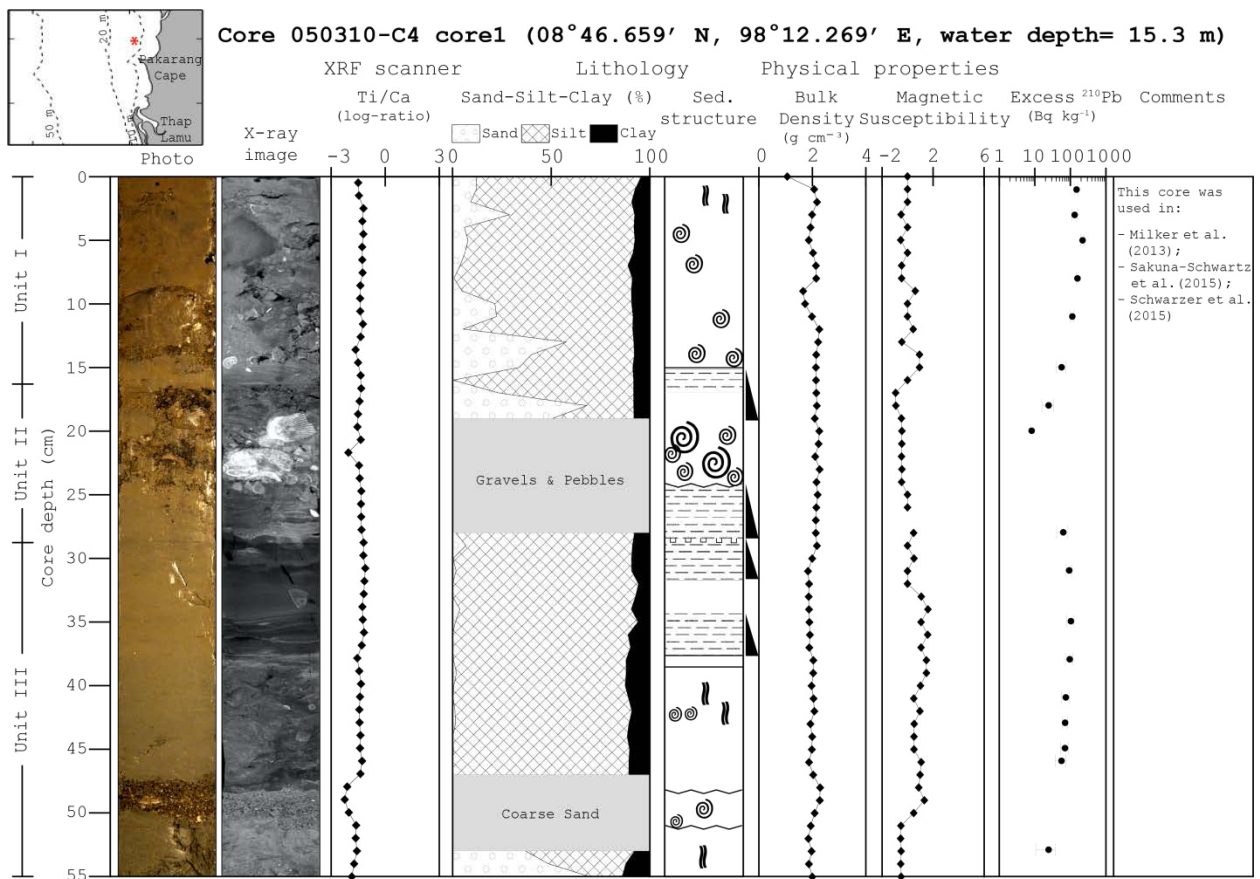 Core 050310-C4 core1 (08°46.659' N, 98°12.269' E, water depth= 15.3 m)
20 m
Pakarang
Cape
50 m
10 m
Thap
Lamu
XRF scanner
Lithology
Physical properties
Ti/Ca
(log-ratio)
Sand-Silt-Clay (%)
Sand
Silt
Clay
Sed.
structure
Bulk
Density
(g cm⁻³)
Magnetic
Susceptibility
Excess ²¹⁰Pb
(Bq kg⁻¹)
Comments
Photo
X-ray
image
−3 0 3
0 50 100
0 2 4
−2 2 6
1 10 100 1000
Core depth (cm)
0
5
10
15
20
25
30
35
40
45
50
55
Unit I
Unit II
Unit III
Gravels & Pebbles
Coarse Sand
This core was
used in:
– Milker et al.
(2013);
– Sakuna-Schwartz
et al.(2015);
– Schwarzer et al.
(2015)